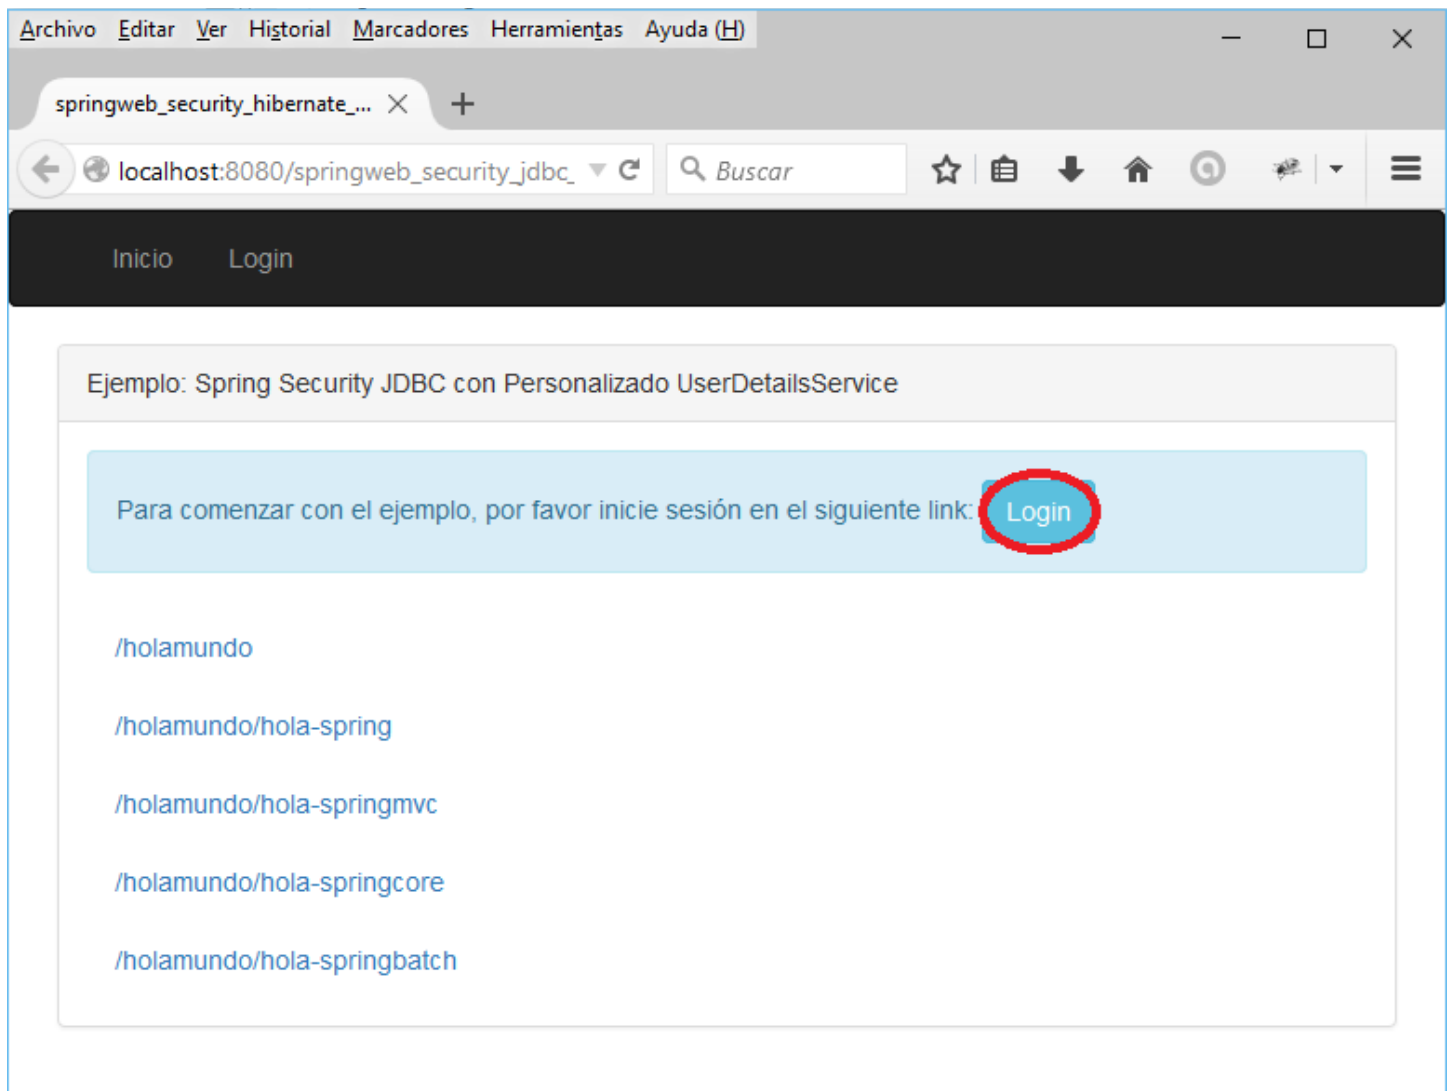 Archivo Editar Ver Historial Marcadores Herramientas Ayuda (H)
springweb_security_hibernate_...
localhost:8080/springweb_security_jdbc_ Buscar
Inicio Login
Ejemplo: Spring Security JDBC con Personalizado UserDetailsService
Para comenzar con el ejemplo, por favor inicie sesión en el siguiente link: Login
/holamundo
/holamundo/hola-spring
/holamundo/hola-springmvc
/holamundo/hola-springcore
/holamundo/hola-springbatch